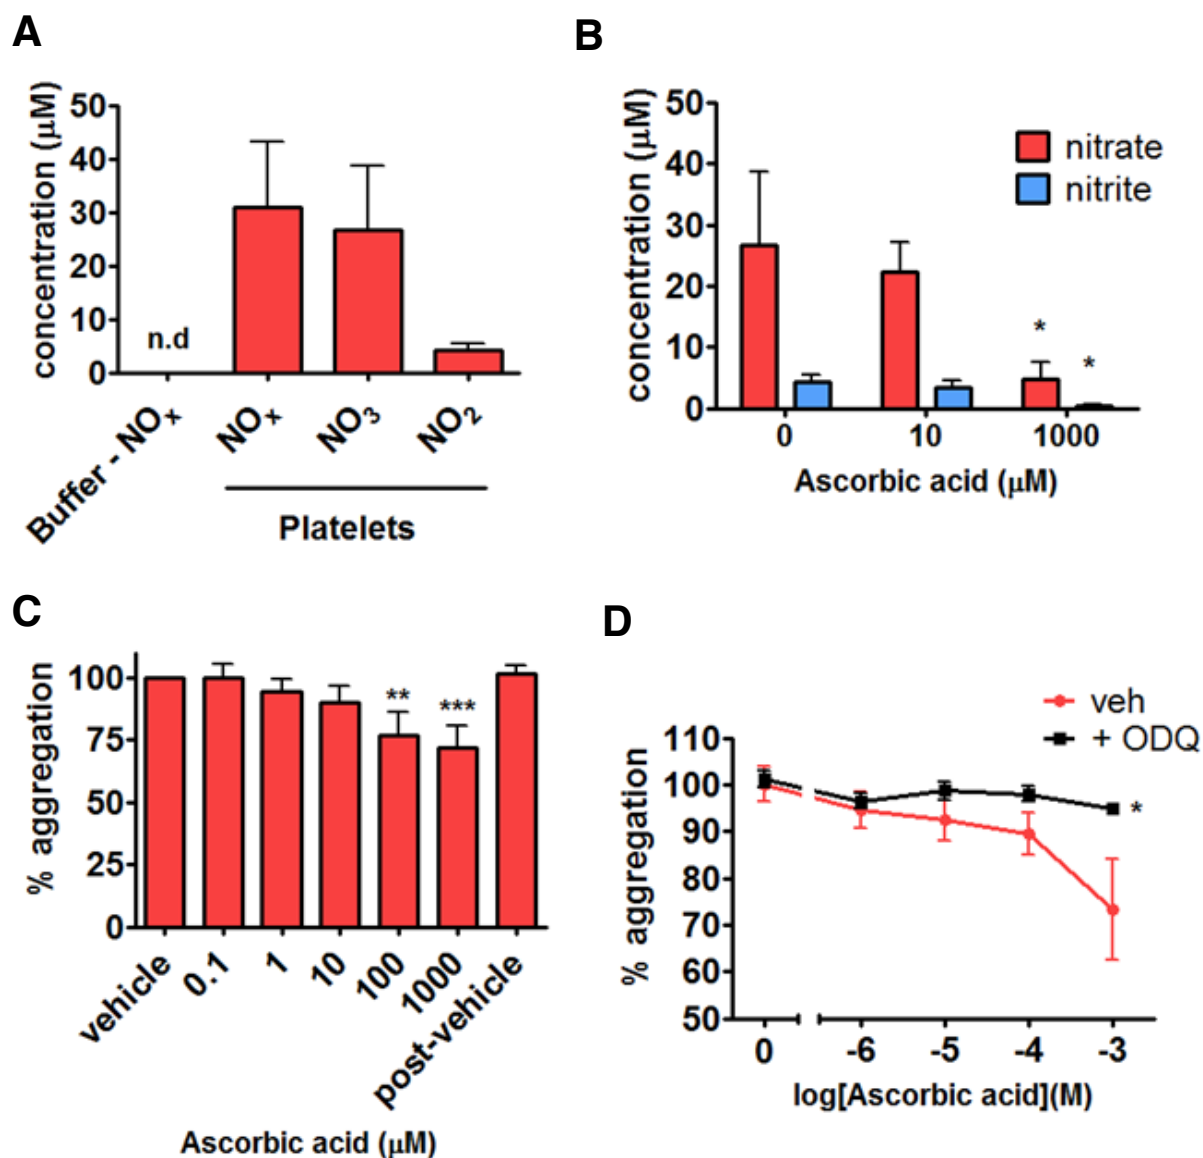 A
concentration (μM)
50
40
30
20
10
0
n.d
Buffer - NOx
NOx
NO3
NO2
Platelets
B
concentration (μM)
50
40
30
20
10
0
nitrate
nitrite
*
*
0
10
1000
Ascorbic acid (μM)
C
% aggregation
100
75
50
25
0
**
***
vehicle
0.1
1
10
100
1000
post-vehicle
Ascorbic acid (μM)
D
% aggregation
110
100
90
80
70
60
50
veh
+ ODQ
*
0
-6
-5
-4
-3
log[Ascorbic acid](M)